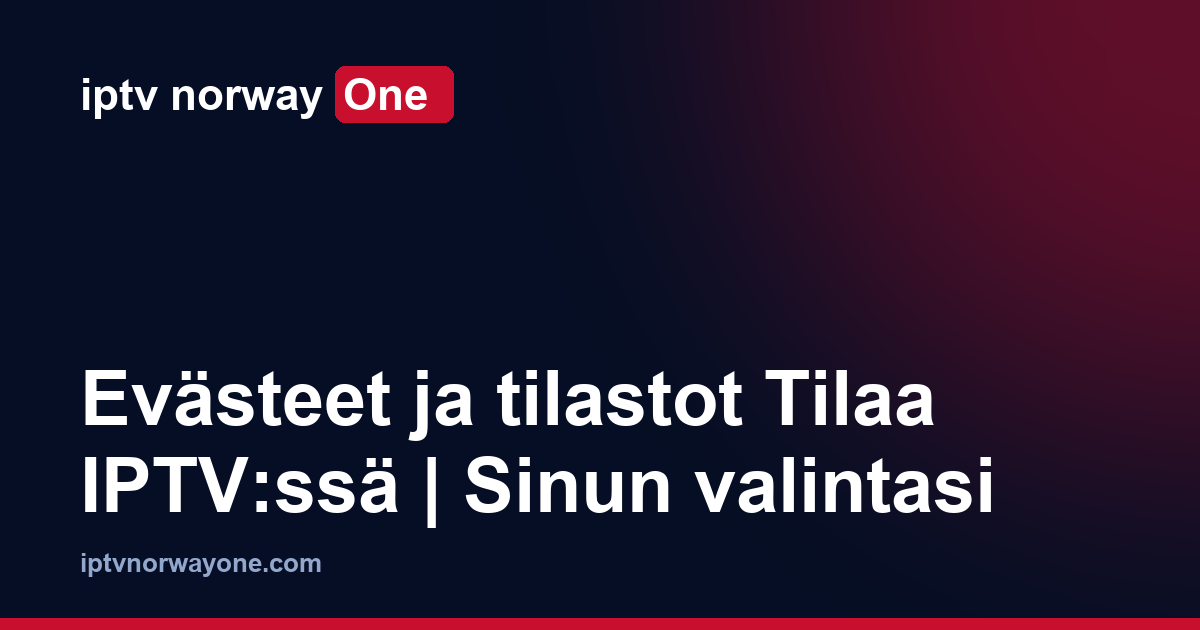 iptv norway One
Evästeet ja tilastot Tilaa
IPTV:ssä | Sinun valintasi
iptvnorwayone.com